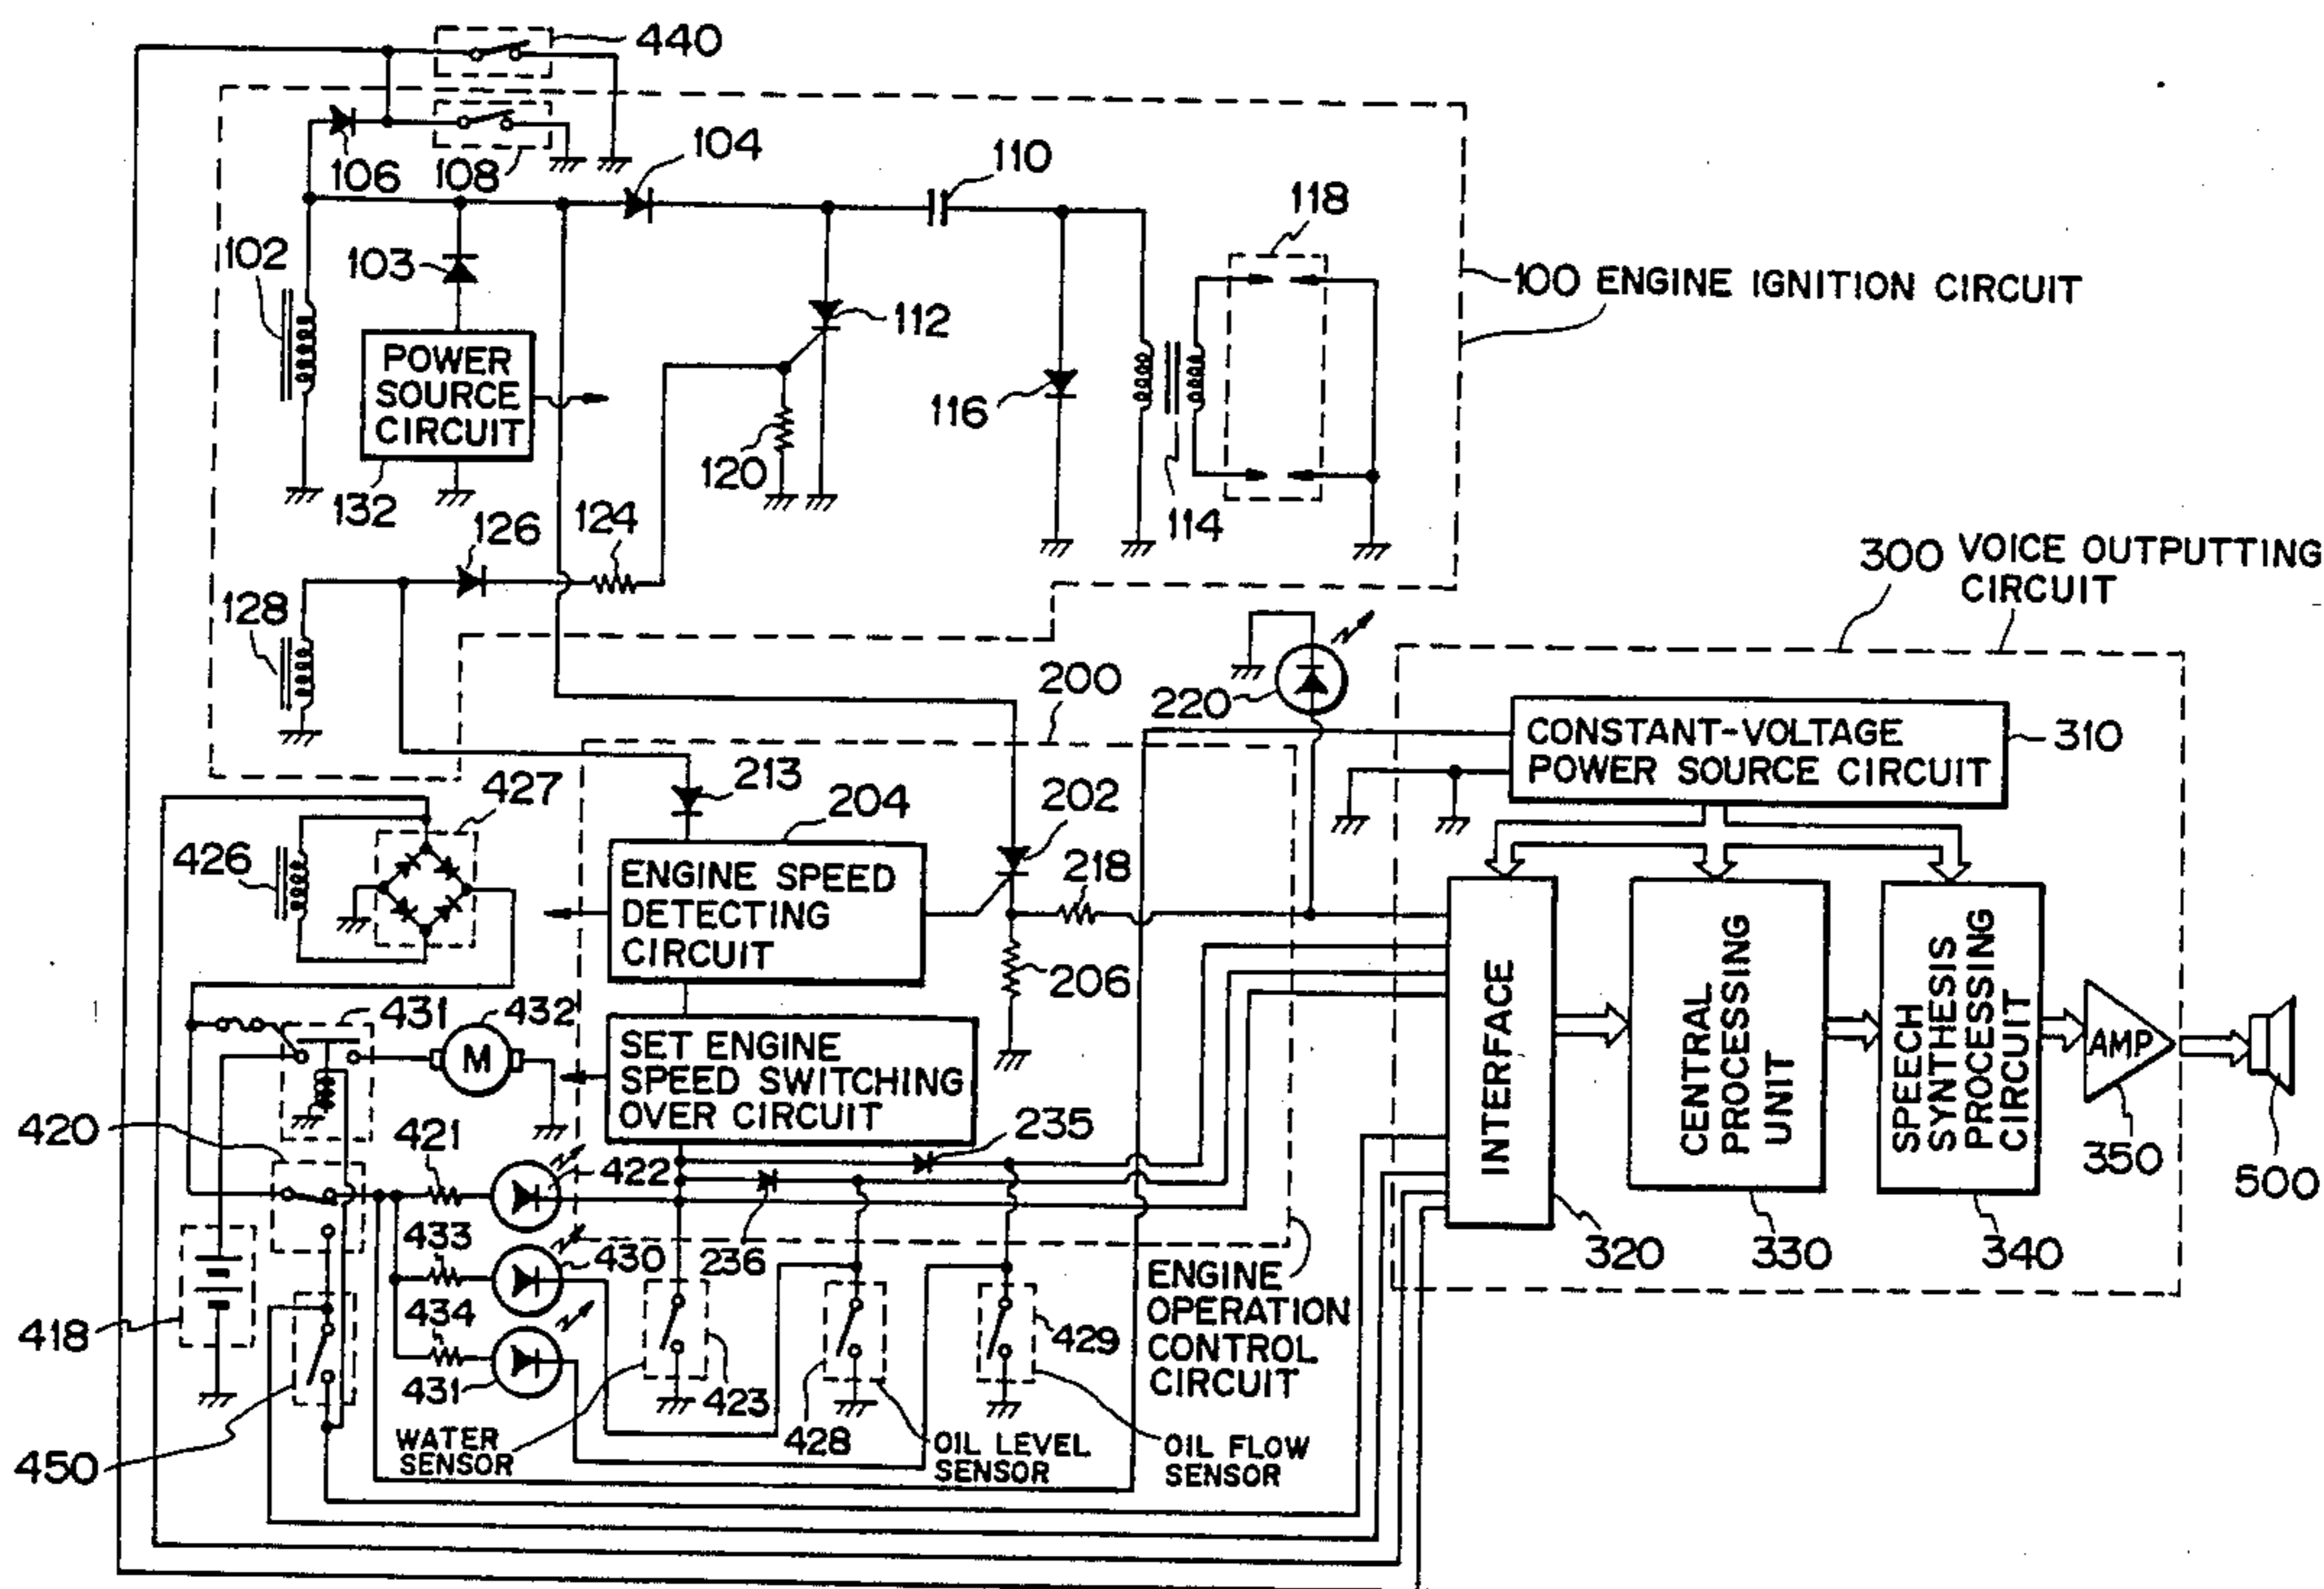 440
106
108
104
110
118
102
103
100 ENGINE IGNITION CIRCUIT
POWER
SOURCE
CIRCUIT
112
116
120
132
114
126
124
128
300 VOICE OUTPUTTING
CIRCUIT
200
220
CONSTANT-VOLTAGE
POWER SOURCE CIRCUIT
310
213
427
204
202
426
218
ENGINE SPEED
DETECTING
CIRCUIT
206
431
432
M
SET ENGINE
SPEED SWITCHING
OVER CIRCUIT
INTERFACE
CENTRAL
PROCESSING
UNIT
SPEECH
SYNTHESIS
PROCESSING
CIRCUIT
AMP
350
500
420
421
422
235
433
430
236
320
330
340
434
418
431
423
428
429
ENGINE
OPERATION
CONTROL
CIRCUIT
450
WATER
SENSOR
OIL LEVEL
SENSOR
OIL FLOW
SENSOR